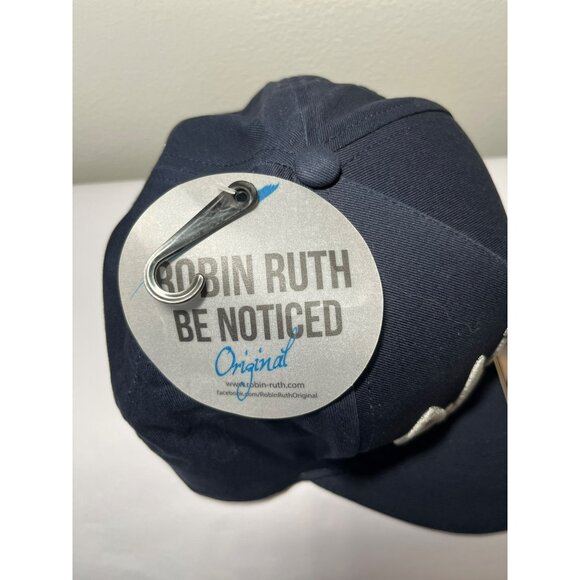 ROBIN RUTH
BE NOTICED
Original
www.robin-ruth.com
facebook.com/RobinRuthOriginal